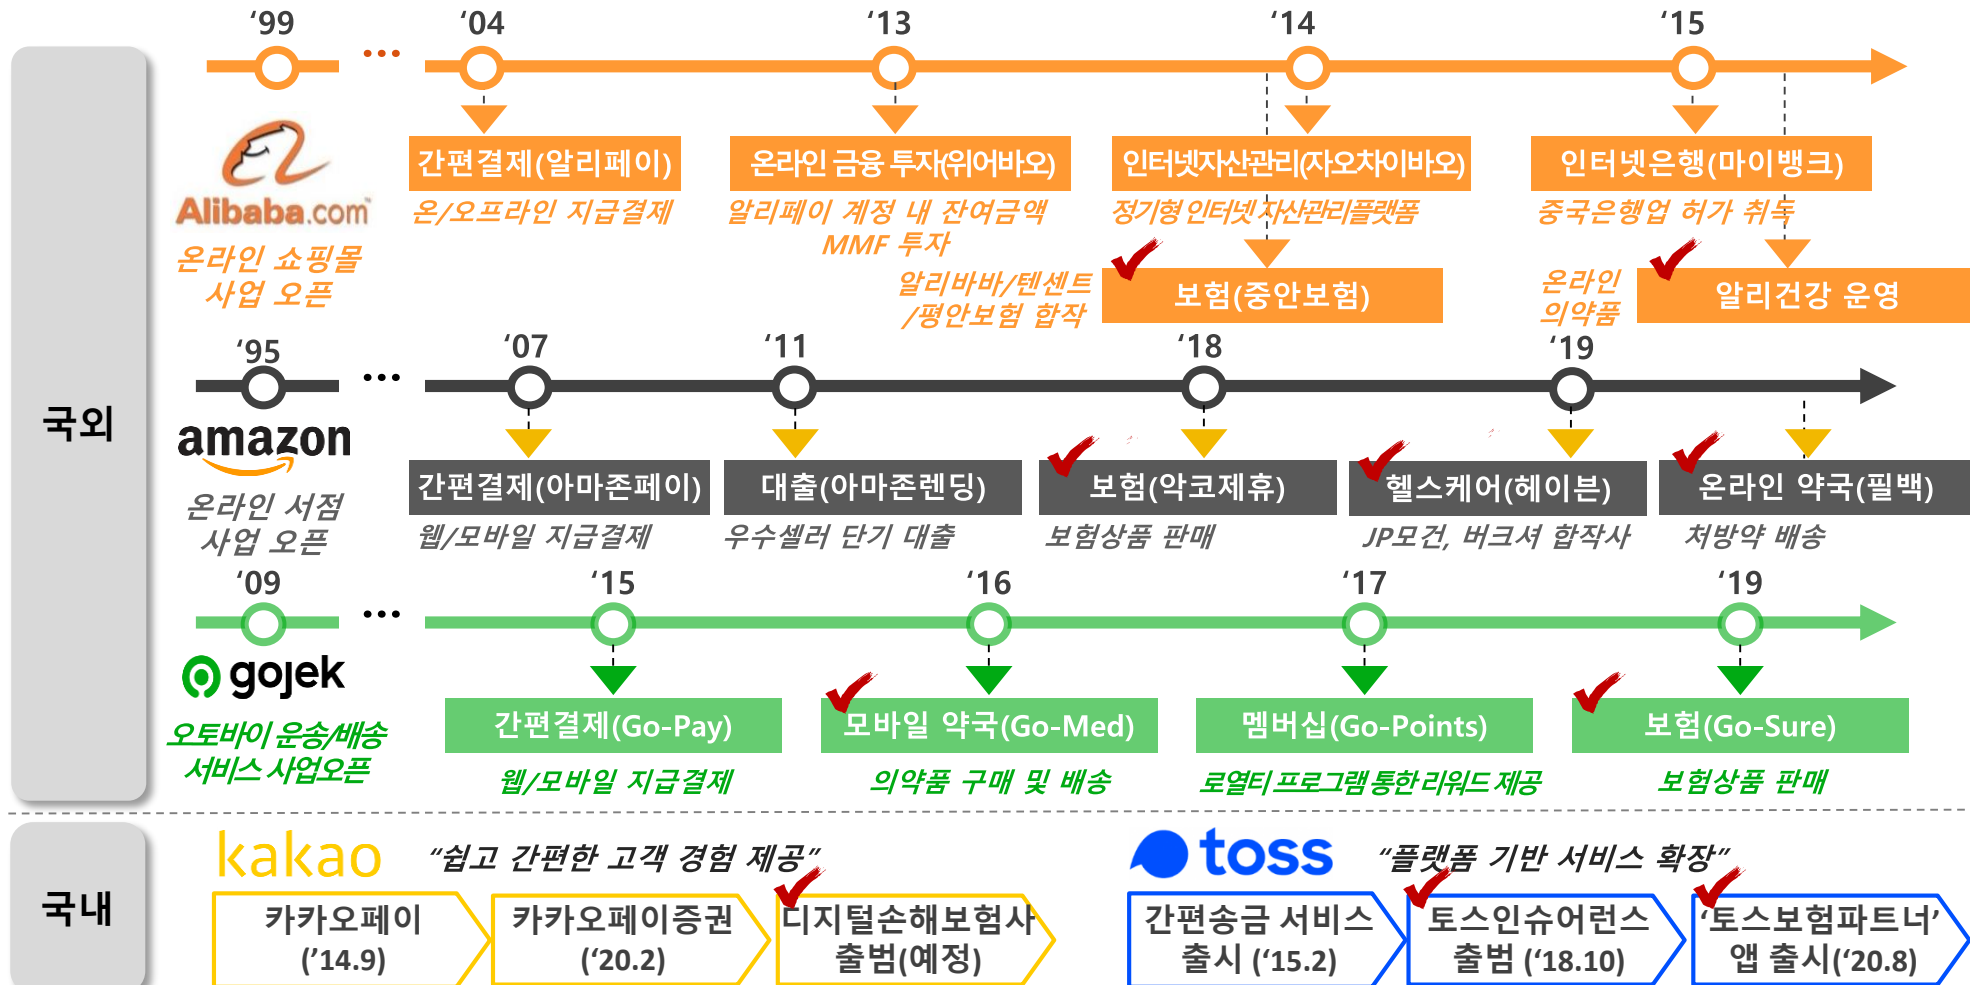 국외
‘99 ... ‘04 ‘13 ‘14 ‘15
Alibaba.com™
온라인 쇼핑몰
사업 오픈
간편결제(알리페이)
온/오프라인 지급결제
온라인 금융 투자(위어바오)
알리페이 계정 내 잔여금액
MMF 투자
인터넷자산관리(자오차이바오)
정기형 인터넷 자산관리플랫폼
알리바바/텐센트
/평안보험 합작
보험(중안보험)
인터넷은행(마이뱅크)
중국은행업 허가 취득
온라인
의약품
알리건강 운영
‘95 ... ‘07 ‘11 ‘18 ‘19
amazon
온라인 서점
사업 오픈
간편결제(아마존페이)
웹/모바일 지급결제
대출(아마존렌딩)
우수셀러 단기 대출
보험(악코제휴)
보험상품 판매
헬스케어(헤이븐)
JP모건, 버크셔 합작사
온라인 약국(필백)
처방약 배송
‘09 ... ‘15 ‘16 ‘17 ‘19
gojek
오토바이 운송/배송
서비스 사업오픈
간편결제(Go-Pay)
웹/모바일 지급결제
모바일 약국(Go-Med)
의약품 구매 및 배송
멤버십(Go-Points)
로열티 프로그램 통한 리워드 제공
보험(Go-Sure)
보험상품 판매
국내
kakao
“쉽고 간편한 고객 경험 제공”
카카오페이
(’14.9)
카카오페이증권
(‘20.2)
디지털손해보험사
출범(예정)
toss
“플랫폼 기반 서비스 확장”
간편송금 서비스
출시 (‘15.2)
토스인슈어런스
출범 (‘18.10)
‘토스보험파트너’
앱 출시(‘20.8)